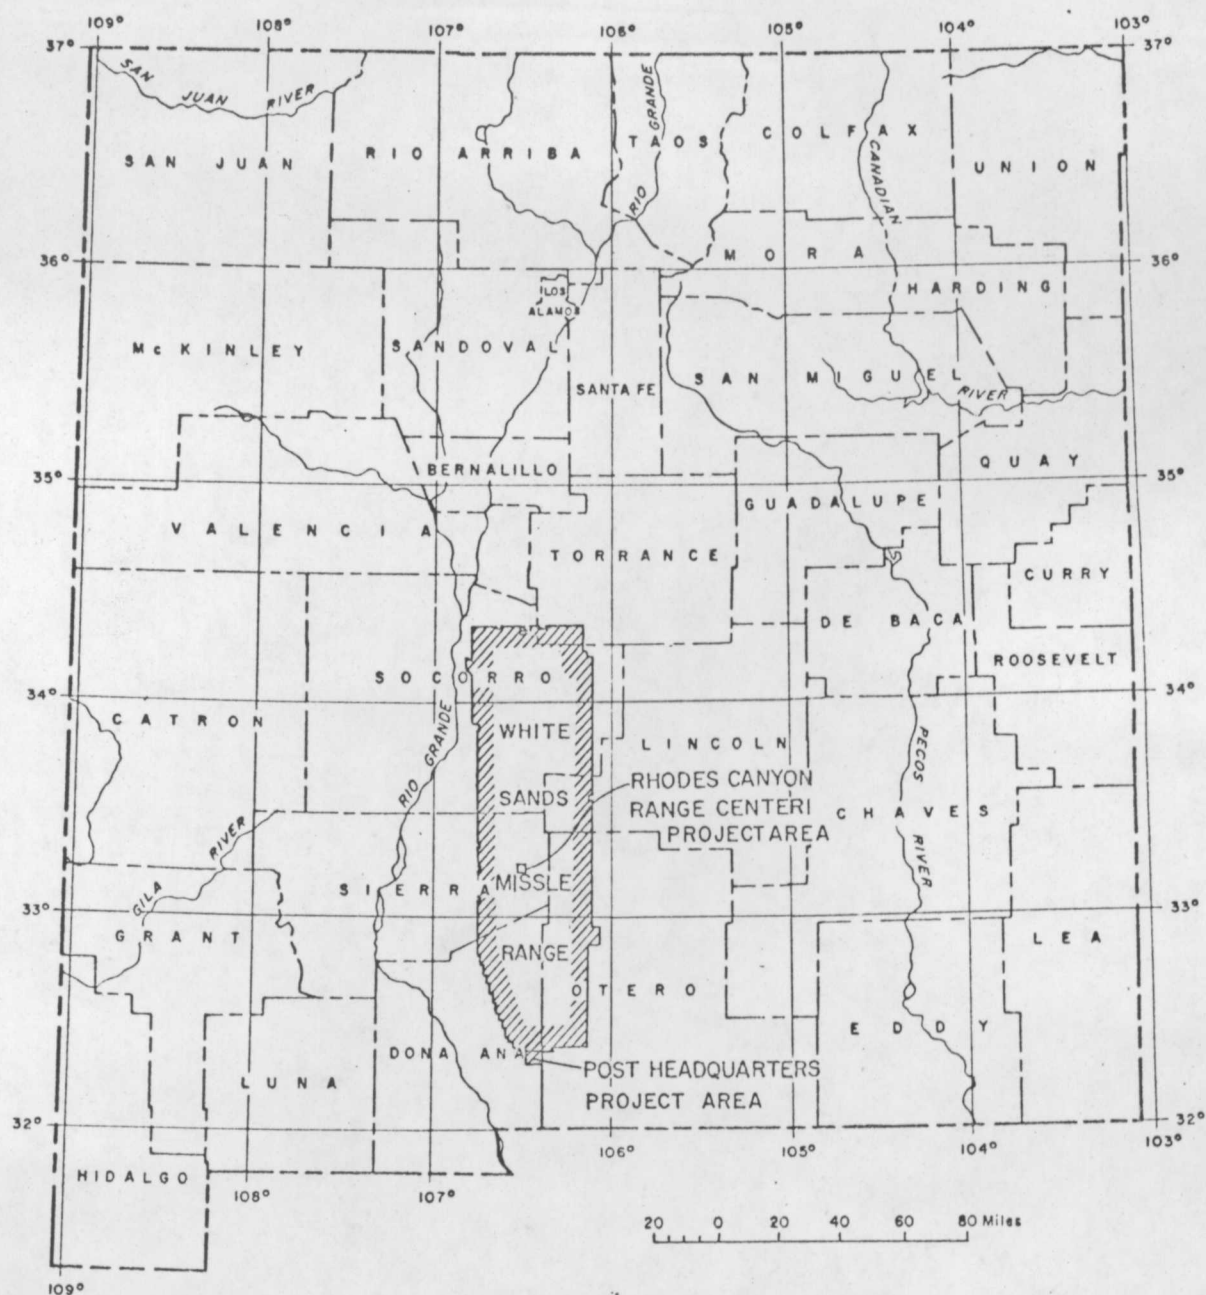 109° 108° 107° 106° 105° 104° 103°
37° 37°
SAN JUAN RIVER
RIO GRANDE
CANADIAN
SAN JUAN
RIO ARRIBA
TAOS
COLFAX
UNION
MORA
36° 36°
HARDING
LOS
ALAMOS
McKINLEY
SANDOVAL
SANTA FE
SAN MIGUEL
RIVER
BERNALILLO
QUAY
35° 35°
GUADALUPE
VALENCIA
TORRANCE
CURRY
DE BACA
ROOSEVELT
SOCORRO
34° 34°
CATRON
RIO GRANDE
WHITE
LINCOLN
PECOS RIVER
RHODES CANYON
RANGE CENTERI
PROJECT AREA
SANDS
CHAVES
GILA RIVER
SIERRA
MISSLE
33° 33°
GRANT
RANGE
LEA
OTERO
EDDY
DONA ANA
POST HEADQUARTERS
PROJECT AREA
LUNA
32° 32°
106° 105° 104° 103°
HIDALGO
108° 107°
20 0 20 40 60 80 Miles
109°